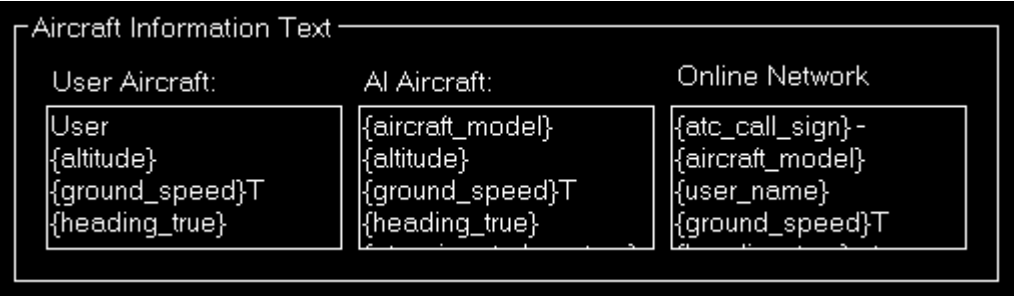 Aircraft Information Text
User Aircraft:
User
{altitude}
{ground_speed}T
{heading_true}
AI Aircraft:
{aircraft_model}
{altitude}
{ground_speed}T
{heading_true}
Online Network
{atc_call_sign} -
{aircraft_model}
{user_name}
{ground_speed}T